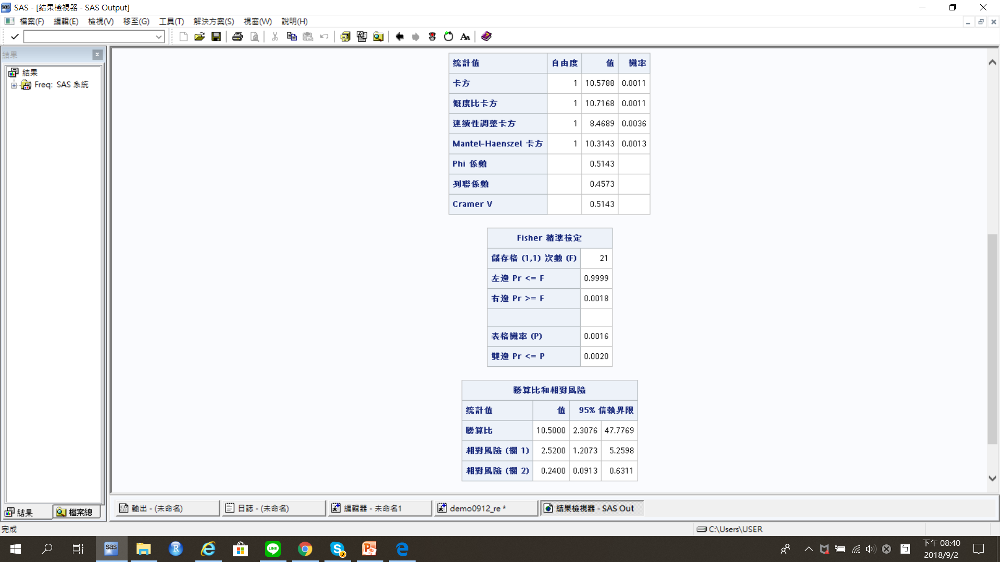 SAS - [結果檢視器 - SAS Output]
檔案(F) 編輯(E) 檢視(V) 移至(G) 工具(T) 解決方案(S) 視窗(W) 說明(H)
結果
結果
Freq: SAS 系統
統計值 自由度 值 機率
卡方 1 10.5788 0.0011
概度比卡方 1 10.7168 0.0011
連續性調整卡方 1 8.4689 0.0036
Mantel-Haenszel 卡方 1 10.3143 0.0013
Phi 係數 0.5143
列聯係數 0.4573
Cramer V 0.5143
Fisher 精準檢定
儲存格 (1,1) 次數 (F) 21
左邊 Pr <= F 0.9999
右邊 Pr >= F 0.0018
表格機率 (P) 0.0016
雙邊 Pr <= P 0.0020
勝算比和相對風險
統計值 值 95% 信賴界限
勝算比 10.5000 2.3076 47.7769
相對風險 (欄 1) 2.5200 1.2073 5.2598
相對風險 (欄 2) 0.2400 0.0913 0.6311
結果 檔案總
輸出 - (未命名) 日誌 - (未命名) 編輯器 - 未命名1 demo0912_re * 結果檢視器 - SAS Out
完成 C:\Users\USER
下午 08:40
2018/9/2